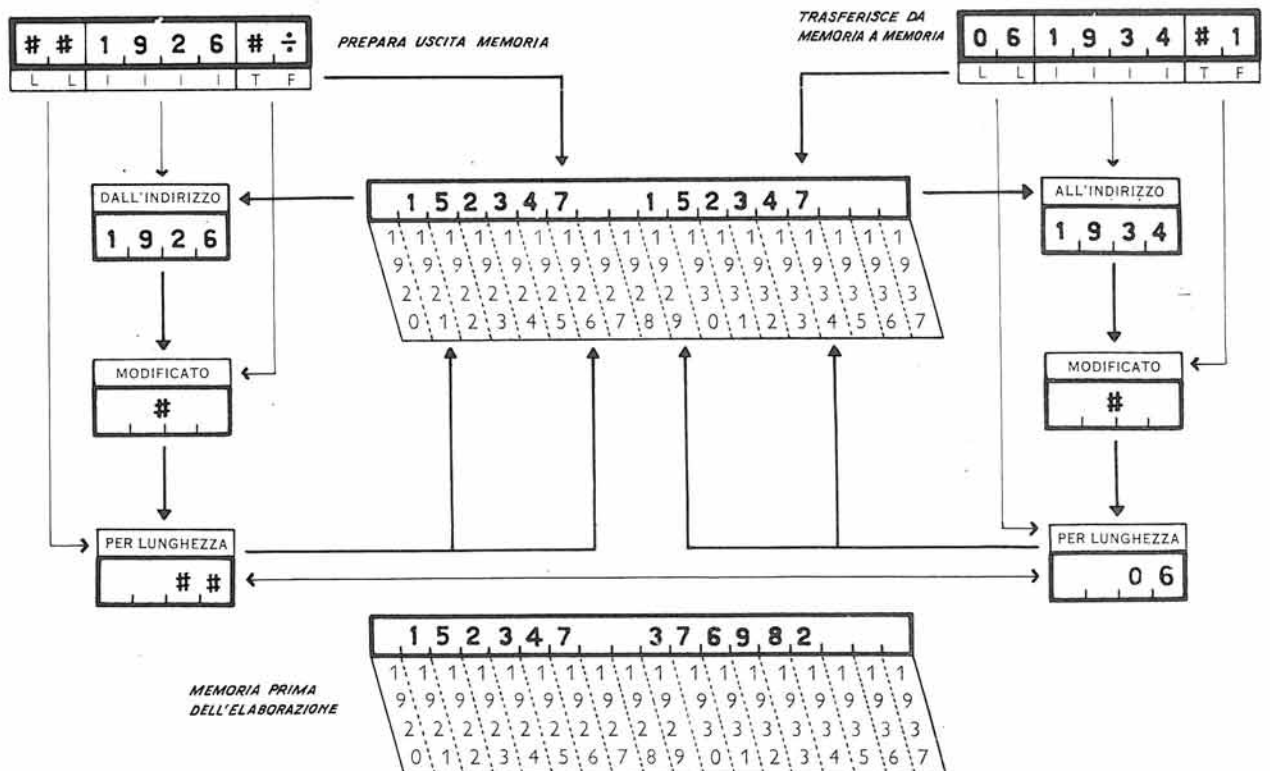 # # 1 9 2 6 # ÷
L L I I I I T F
PREPARA USCITA MEMORIA
TRASFERISCE DA
MEMORIA A MEMORIA
0 6 1 9 3 4 # 1
L L I I I I T F
DALL'INDIRIZZO
1 9 2 6
1 5 2 3 4 7 1 5 2 3 4 7
1 1 1 1 1 1 1 1 1 1 1 1 1 1 1 1 1 1
9 9 9 9 9 9 9 9 9 9 9 9 9 9 9 9 9 9
2 2 2 2 2 2 2 2 2 2 3 3 3 3 3 3 3 3
0 1 2 3 4 5 6 7 8 9 0 1 2 3 4 5 6 7
ALL'INDIRIZZO
1 9 3 4
MODIFICATO
#
MODIFICATO
#
PER LUNGHEZZA
# #
PER LUNGHEZZA
0 6
1 5 2 3 4 7 3 7 6 9 8 2
1 1 1 1 1 1 1 1 1 1 1 1 1 1 1 1 1 1
9 9 9 9 9 9 9 9 9 9 9 9 9 9 9 9 9 9
2 2 2 2 2 2 2 2 2 2 3 3 3 3 3 3 3 3
0 1 2 3 4 5 6 7 8 9 0 1 2 3 4 5 6 7
MEMORIA PRIMA
DELL'ELABORAZIONE